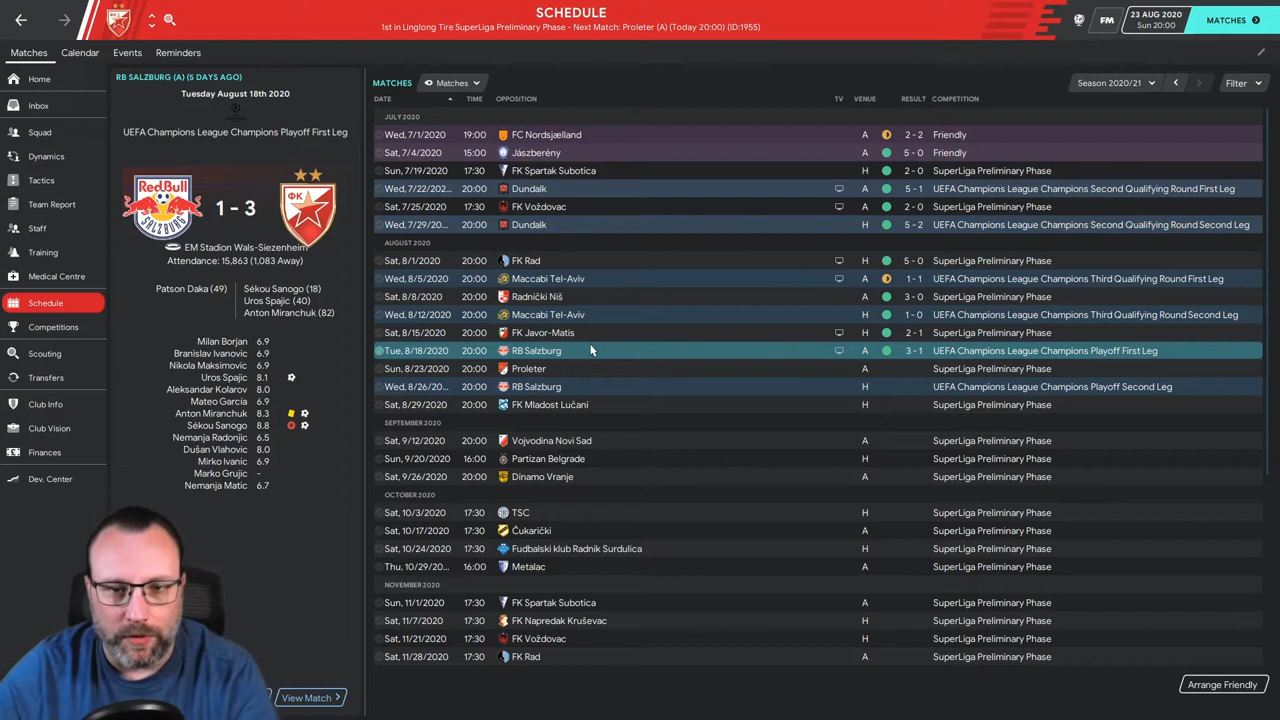 SCHEDULE
1st in Linglong Tire SuperLiga Preliminary Phase - Next Match: Proleter (A) (Today 20:00) (ID:1955)
FM
23 AUG 2020
Sun 20:00
MATCHES
Matches Calendar Events Reminders
Home
Inbox
Squad
Dynamics
Tactics
Team Report
Staff
Training
Medical Centre
Schedule
Competitions
Scouting
Transfers
Club Info
Club Vision
Finances
Dev. Center
RB SALZBURG (A) (5 DAYS AGO)
Tuesday August 18th 2020
UEFA Champions League Champions Playoff First Leg
Red Bull
SALZBURG
1 - 3
ФК
EM Stadion Wals-Siezenheim
Attendance: 15,863 (1,083 Away)
Patson Daka (49) Sékou Sanogo (18)
Uros Spajic (40)
Anton Miranchuk (82)
Milan Borjan 6.9
Branislav Ivanovic 6.9
Nikola Maksimovic 6.9
Uros Spajic 8.1
Aleksandar Kolarov 8.0
Mateo Garcia 6.9
Anton Miranchuk 8.3
Sékou Sanogo 8.8
Nemanja Radonjic 6.5
Dušan Vlahovic 8.0
Mirko Ivanic 6.9
Marko Grujic -
Nemanja Matic 6.7
View Match
MATCHES Matches Season 2020/21 Filter
DATE TIME OPPOSITION TV VENUE RESULT COMPETITION
JULY 2020
Wed, 7/1/2020 19:00 FC Nordsjælland A 2 - 2 Friendly
Sat, 7/4/2020 15:00 Jászberény A 5 - 0 Friendly
Sun, 7/19/2020 17:30 FK Spartak Subotica H 2 - 0 SuperLiga Preliminary Phase
Wed, 7/22/202... 20:00 Dundalk A 5 - 1 UEFA Champions League Champions Second Qualifying Round First Leg
Sat, 7/25/2020 17:30 FK Voždovac A 2 - 0 SuperLiga Preliminary Phase
Wed, 7/29/20... 20:00 Dundalk H 5 - 2 UEFA Champions League Champions Second Qualifying Round Second Leg
AUGUST 2020
Sat, 8/1/2020 20:00 FK Rad H 5 - 0 SuperLiga Preliminary Phase
Wed, 8/5/2020 20:00 Maccabi Tel-Aviv A 1 - 1 UEFA Champions League Champions Third Qualifying Round First Leg
Sat, 8/8/2020 20:00 Radnički Niš A 3 - 0 SuperLiga Preliminary Phase
Wed, 8/12/2020 20:00 Maccabi Tel-Aviv H 1 - 0 UEFA Champions League Champions Third Qualifying Round Second Leg
Sat, 8/15/2020 20:00 FK Javor-Matis H 2 - 1 SuperLiga Preliminary Phase
Tue, 8/18/2020 20:00 RB Salzburg A 3 - 1 UEFA Champions League Champions Playoff First Leg
Sun, 8/23/2020 20:00 Proleter A SuperLiga Preliminary Phase
Wed, 8/26/20... 20:00 RB Salzburg H UEFA Champions League Champions Playoff Second Leg
Sat, 8/29/2020 20:00 FK Mladost Lučani H SuperLiga Preliminary Phase
SEPTEMBER 2020
Sat, 9/12/2020 20:00 Vojvodina Novi Sad A SuperLiga Preliminary Phase
Sun, 9/20/2020 16:00 Partizan Belgrade H SuperLiga Preliminary Phase
Sat, 9/26/2020 20:00 Dinamo Vranje A SuperLiga Preliminary Phase
OCTOBER 2020
Sat, 10/3/2020 17:30 TSC H SuperLiga Preliminary Phase
Sat, 10/17/2020 17:30 Čukarički A SuperLiga Preliminary Phase
Sat, 10/24/2020 17:30 Fudbalski klub Radnik Surdulica H SuperLiga Preliminary Phase
Thu, 10/29/20... 16:00 Metalac A SuperLiga Preliminary Phase
NOVEMBER 2020
Sun, 11/1/2020 17:30 FK Spartak Subotica A SuperLiga Preliminary Phase
Sat, 11/7/2020 17:30 FK Napredak Kruševac H SuperLiga Preliminary Phase
Sat, 11/21/2020 17:30 FK Voždovac H SuperLiga Preliminary Phase
Sat, 11/28/2020 17:30 FK Rad A SuperLiga Preliminary Phase
Arrange Friendly